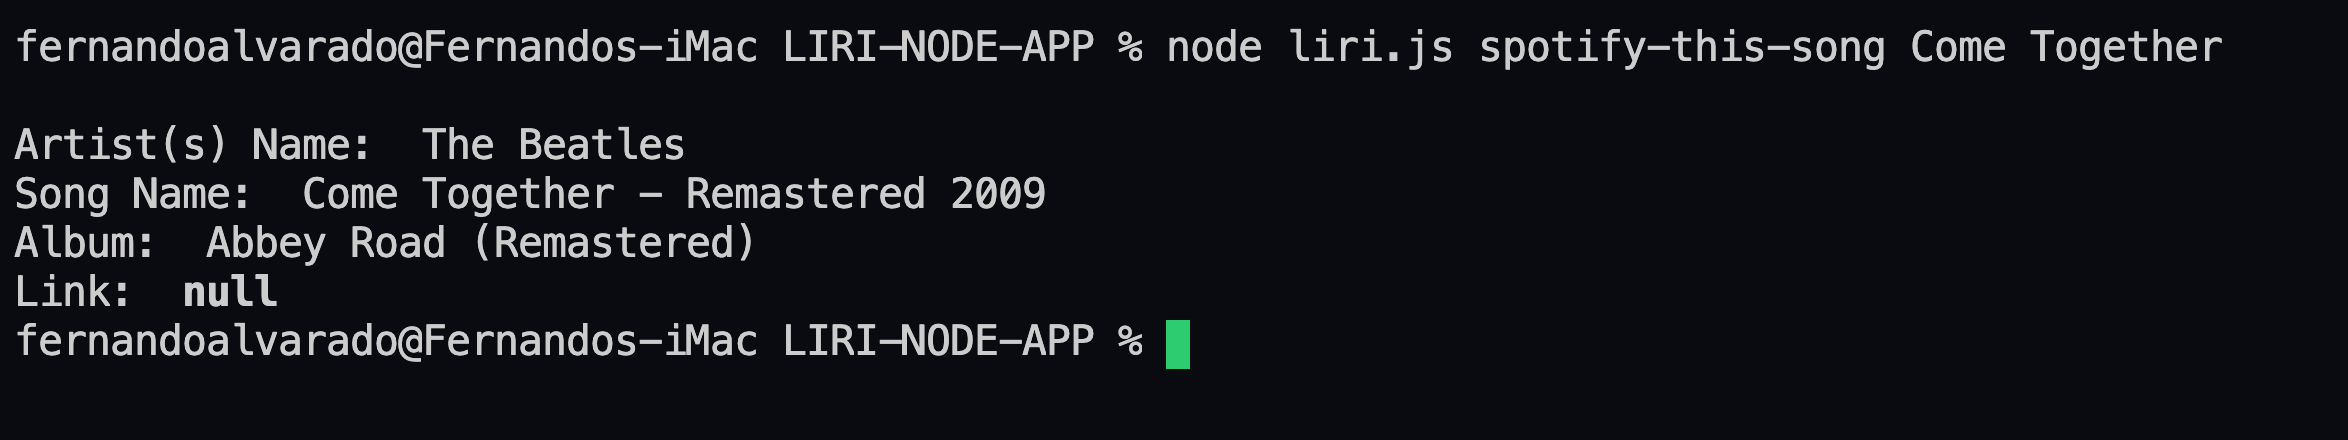 fernandoalvarado@Fernandos-iMac LIRI-NODE-APP % node liri.js spotify-this-song Come Together
Artist(s) Name:  The Beatles
Song Name:  Come Together - Remastered 2009
Album:  Abbey Road (Remastered)
Link:  null
fernandoalvarado@Fernandos-iMac LIRI-NODE-APP %